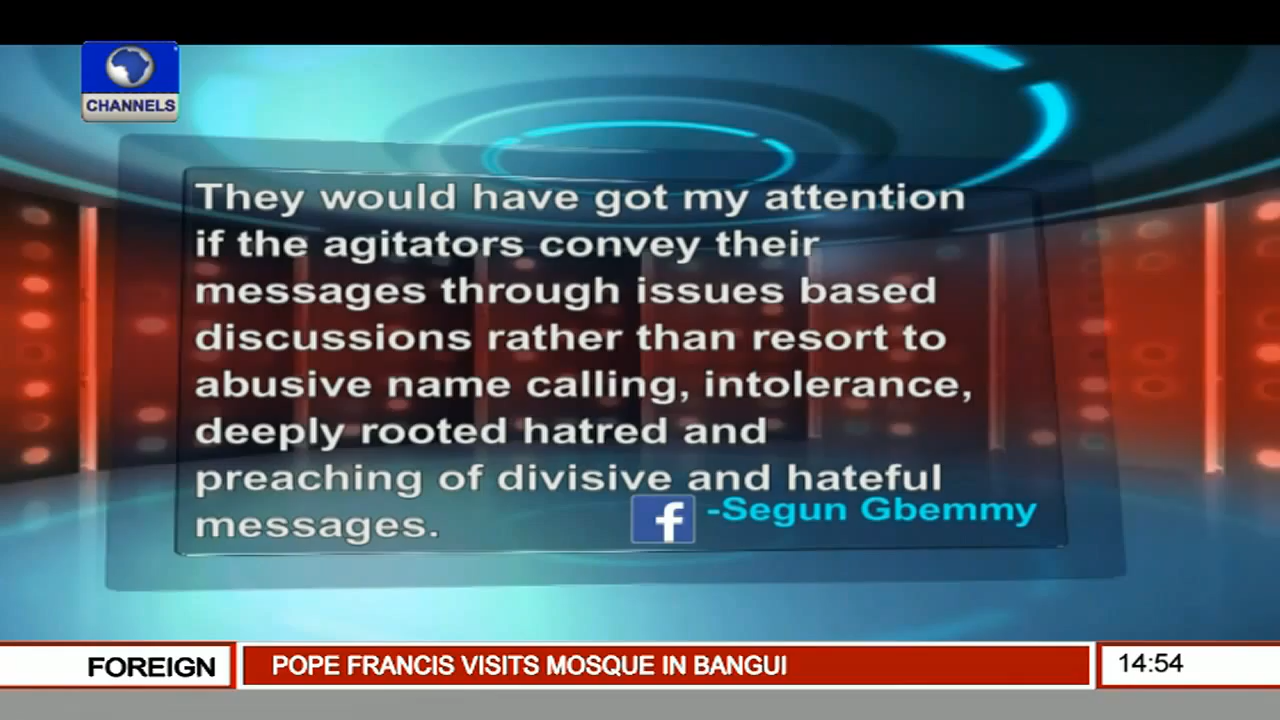 CHANNELS
They would have got my attention
if the agitators convey their
messages through issues based
discussions rather than resort to
abusive name calling, intolerance,
deeply rooted hatred and
preaching of divisive and hateful
messages.
f -Segun Gbemmy
FOREIGN POPE FRANCIS VISITS MOSQUE IN BANGUI 14:54